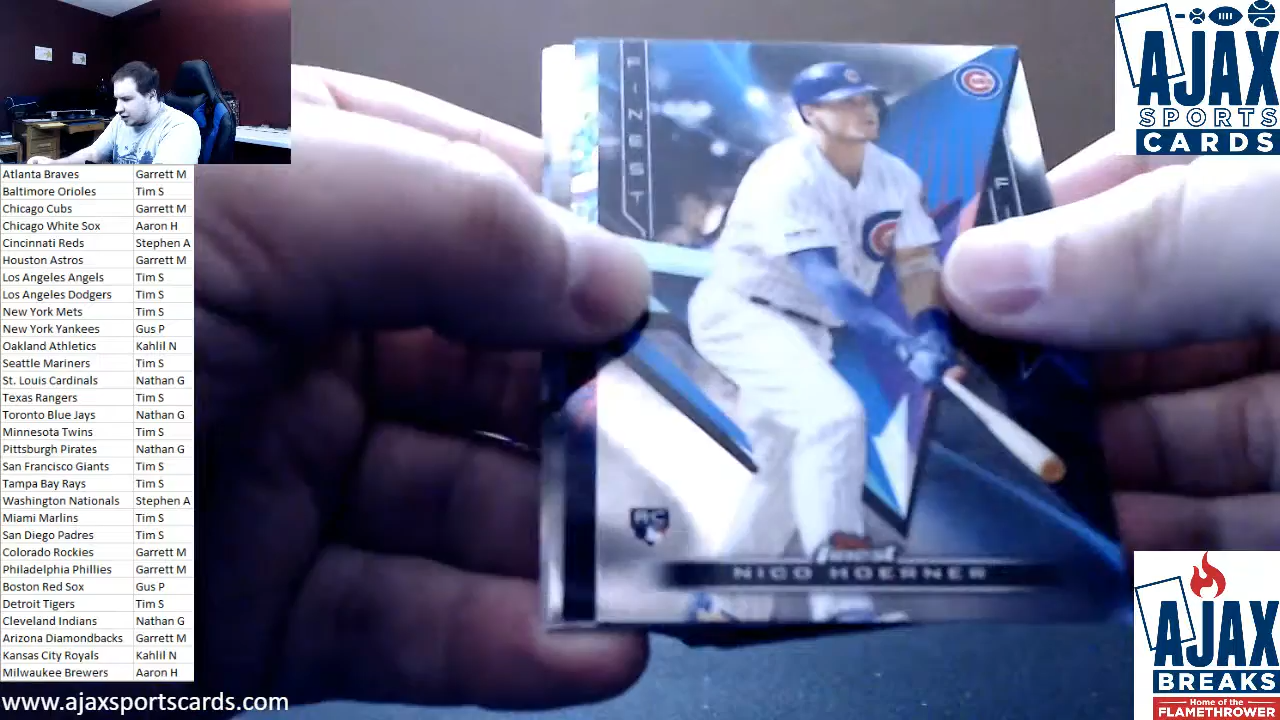 Atlanta Braves Garrett M
Baltimore Orioles Tim S
Chicago Cubs Garrett M
Chicago White Sox Aaron H
Cincinnati Reds Stephen A
Houston Astros Garrett M
Los Angeles Angels Tim S
Los Angeles Dodgers Tim S
New York Mets Tim S
New York Yankees Gus P
Oakland Athletics Kahlil N
Seattle Mariners Tim S
St. Louis Cardinals Nathan G
Texas Rangers Tim S
Toronto Blue Jays Nathan G
Minnesota Twins Tim S
Pittsburgh Pirates Nathan G
San Francisco Giants Tim S
Tampa Bay Rays Tim S
Washington Nationals Stephen A
Miami Marlins Tim S
San Diego Padres Tim S
Colorado Rockies Garrett M
Philadelphia Phillies Garrett M
Boston Red Sox Gus P
Detroit Tigers Tim S
Cleveland Indians Nathan G
Arizona Diamondbacks Garrett M
Kansas City Royals Kahlil N
Milwaukee Brewers Aaron H
www.ajaxsportscards.com
FINEST
RC
finest
NICO HOERNER
AJAX
SPORTS
CARDS
AJAX
BREAKS
Home of the
FLAMETHROWER